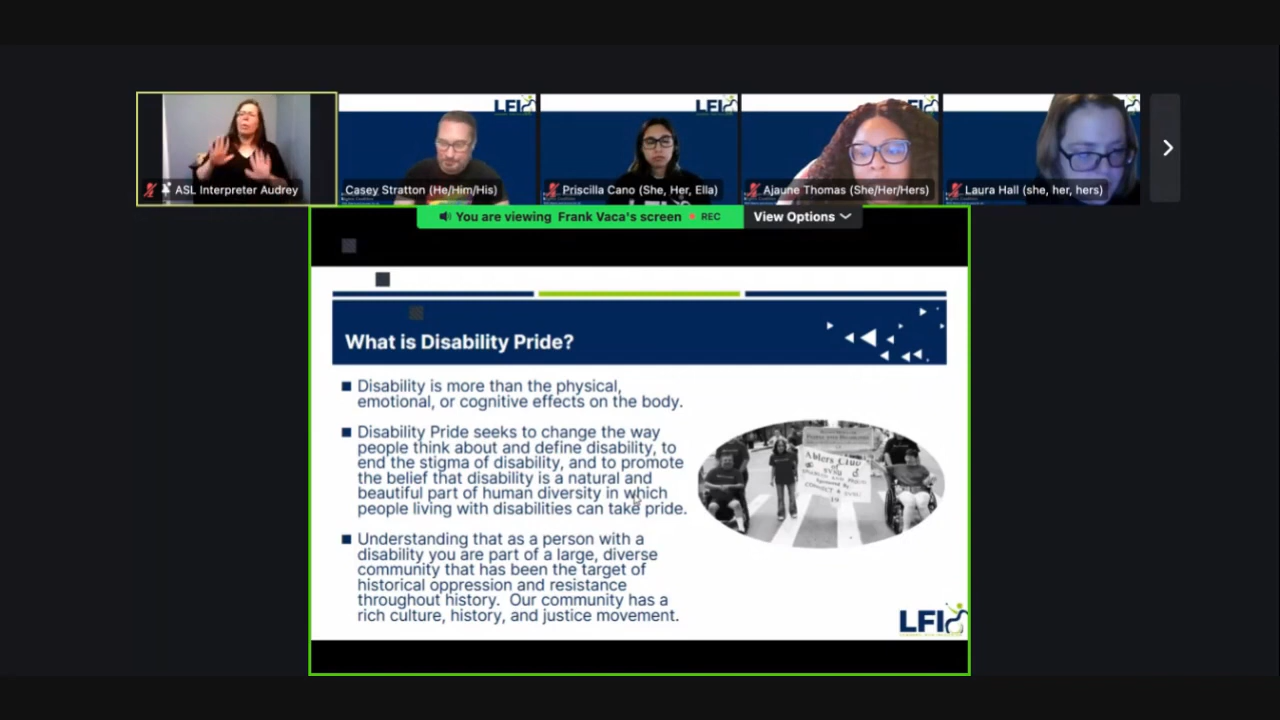 LFI
LFI
LFI
ASL Interpreter Audrey
Casey Stratton (He/Him/His)
Priscilla Cano (She, Her, Ella)
Ajaune Thomas (She/Her/Hers)
Laura Hall (she, her, hers)
You are viewing Frank Vaca's screen
REC
View Options
What is Disability Pride?
Disability is more than the physical,
emotional, or cognitive effects on the body.
Disability Pride seeks to change the way
people think about and define disability, to
end the stigma of disability, and to promote
the belief that disability is a natural and
beautiful part of human diversity in which
people living with disabilities can take pride.
Understanding that as a person with a
disability you are part of a large, diverse
community that has been the target of
historical oppression and resistance
throughout history. Our community has a
rich culture, history, and justice movement.
LFI